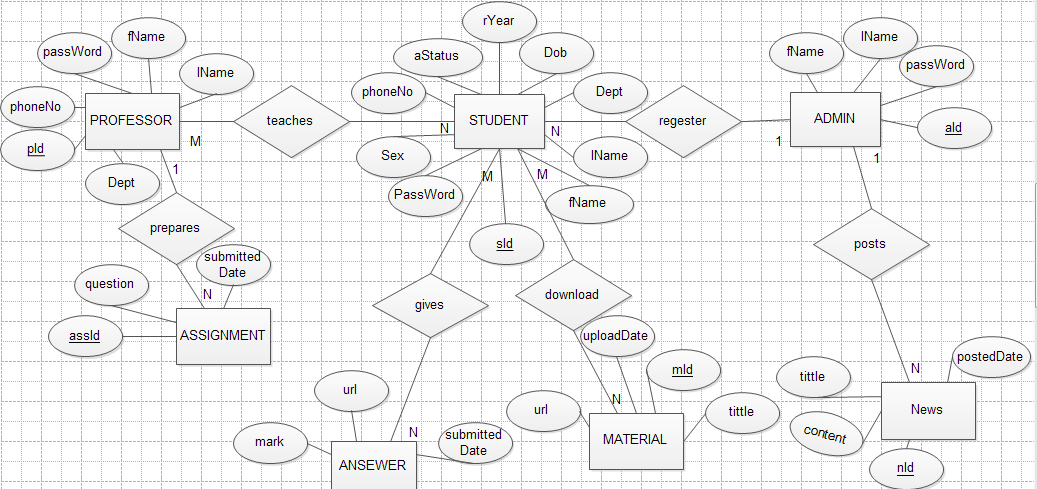 rYear
fName
passWord
aStatus
Dob
fName
lName
passWord
lName
phoneNo
phoneNo
Dept
PROFESSOR
teaches
STUDENT
regester
ADMIN
aId
pId
M
N
N
1
Sex
lName
1
Dept
1
M
M
PassWord
fName
prepares
sId
posts
submitted
Date
question
N
gives
download
assId
ASSIGNMENT
uploadDate
mId
postedDate
N
tittle
url
N
url
tittle
News
content
mark
N
submitted
Date
MATERIAL
ANSEWER
nId